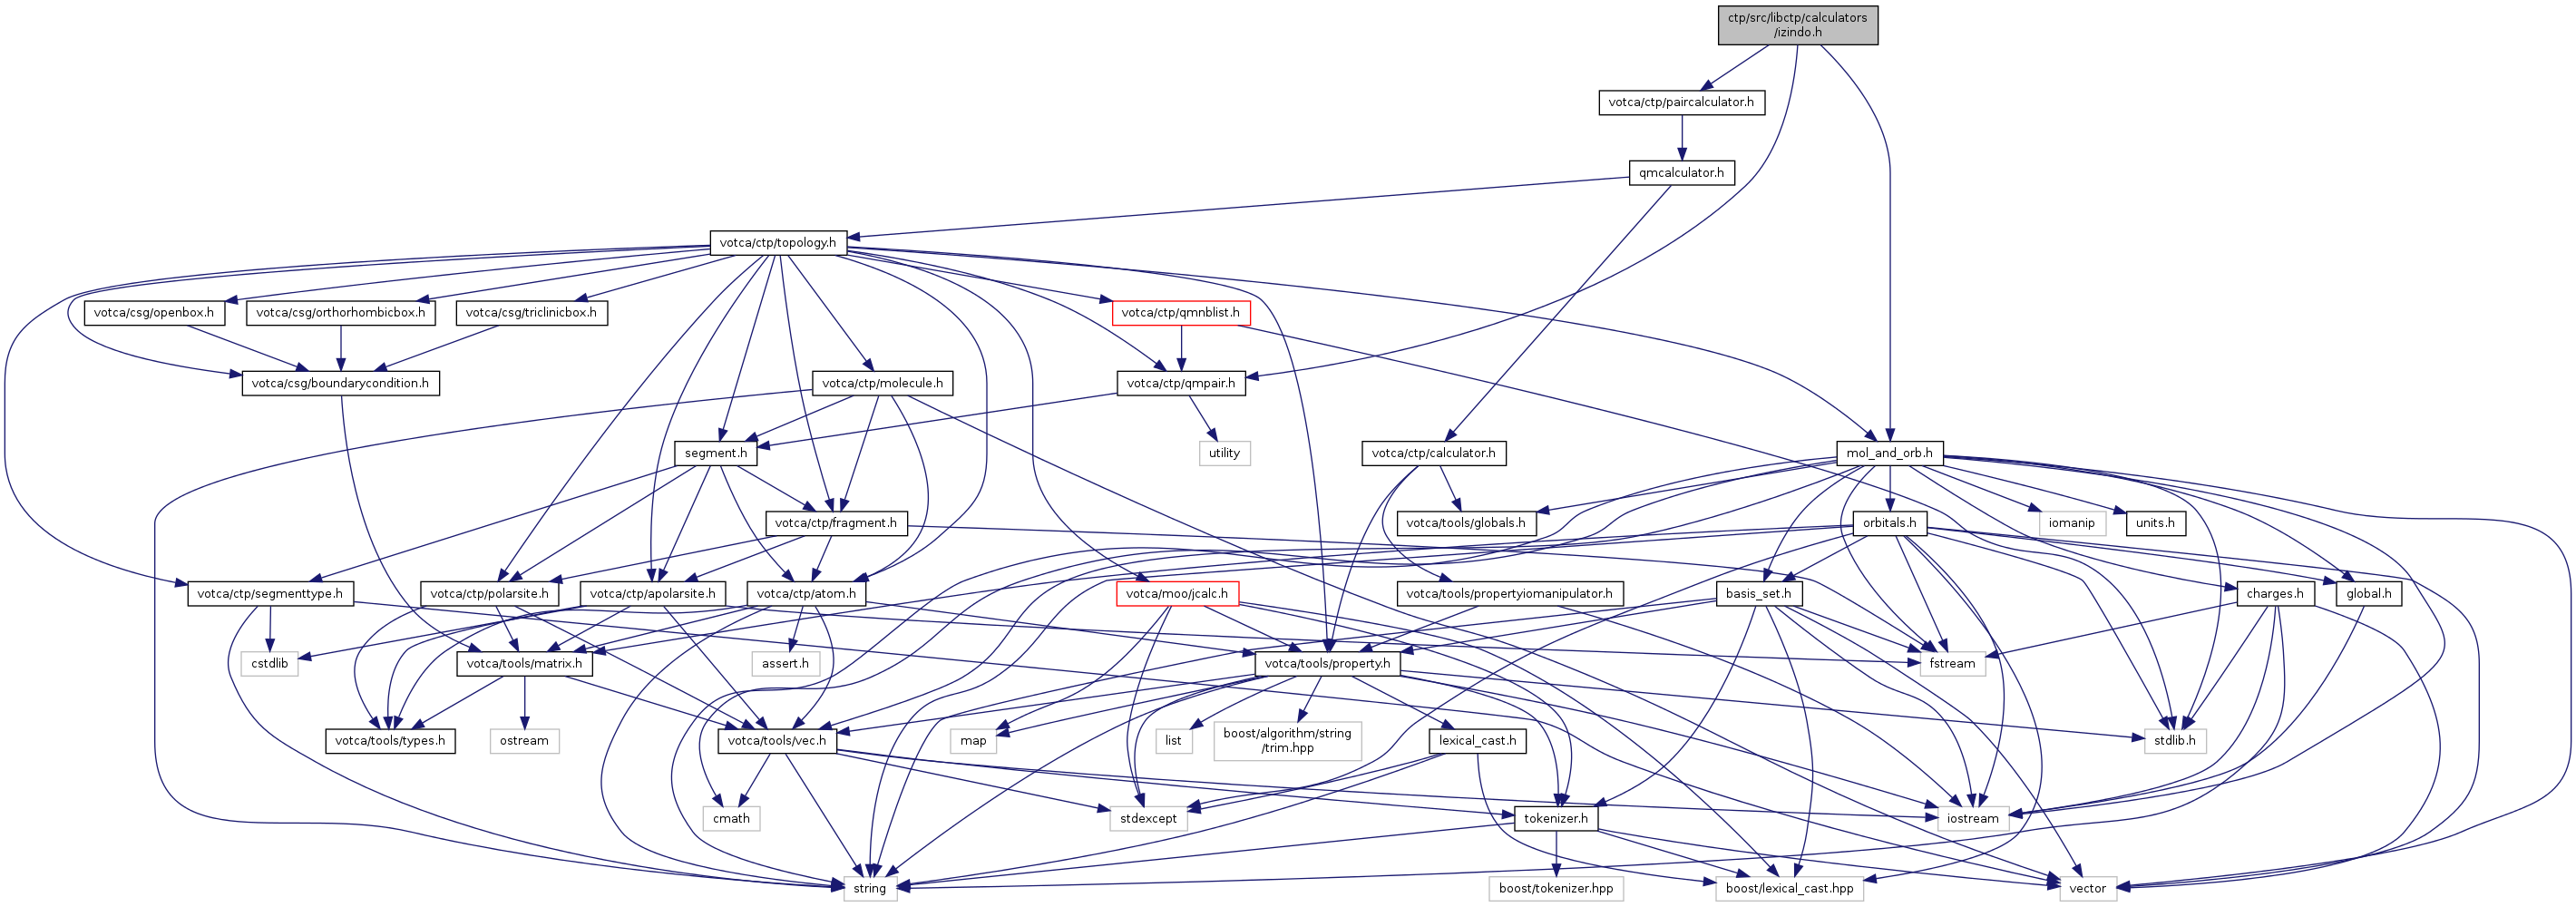 ctp/src/libctp/calculators
/izindo.h
votca/ctp/paircalculator.h
qmcalculator.h
votca/ctp/topology.h
votca/csg/openbox.h
votca/csg/orthorhombicbox.h
votca/csg/triclinicbox.h
votca/ctp/qmnblist.h
votca/csg/boundarycondition.h
votca/ctp/molecule.h
votca/ctp/qmpair.h
segment.h
utility
votca/ctp/calculator.h
mol_and_orb.h
votca/ctp/fragment.h
votca/tools/globals.h
orbitals.h
iomanip
units.h
votca/ctp/segmenttype.h
votca/ctp/polarsite.h
votca/ctp/apolarsite.h
votca/ctp/atom.h
votca/moo/jcalc.h
votca/tools/propertyiomanipulator.h
basis_set.h
charges.h
global.h
cstdlib
votca/tools/matrix.h
assert.h
votca/tools/property.h
fstream
votca/tools/types.h
ostream
votca/tools/vec.h
map
list
boost/algorithm/string
/trim.hpp
lexical_cast.h
stdlib.h
cmath
stdexcept
tokenizer.h
iostream
string
boost/tokenizer.hpp
boost/lexical_cast.hpp
vector